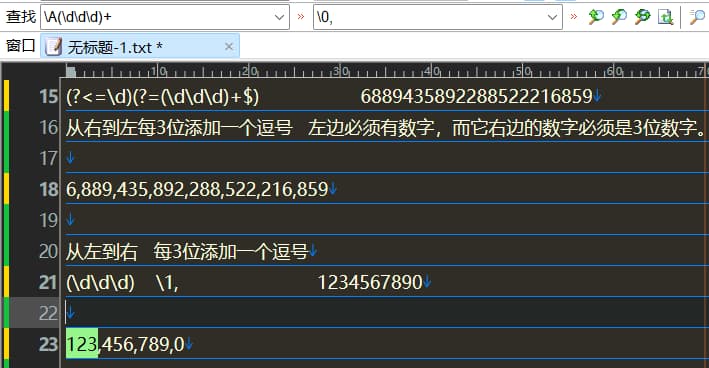 查找 \A(\d\d\d)+ » \0, »
窗口 无标题-1.txt * ×
0 10 20 30 40 50 60 7
15 (?<=\d)(?=(\d\d\d)+$) 6889435892288522216859↓
16 从右到左每3位添加一个逗号 左边必须有数字，而它右边的数字必须是3位数字。
17 ↓
18 6,889,435,892,288,522,216,859↓
19 ↓
20 从左到右 每3位添加一个逗号↓
21 (\d\d\d) \1, 1234567890↓
22 ↓
23 123,456,789,0↓